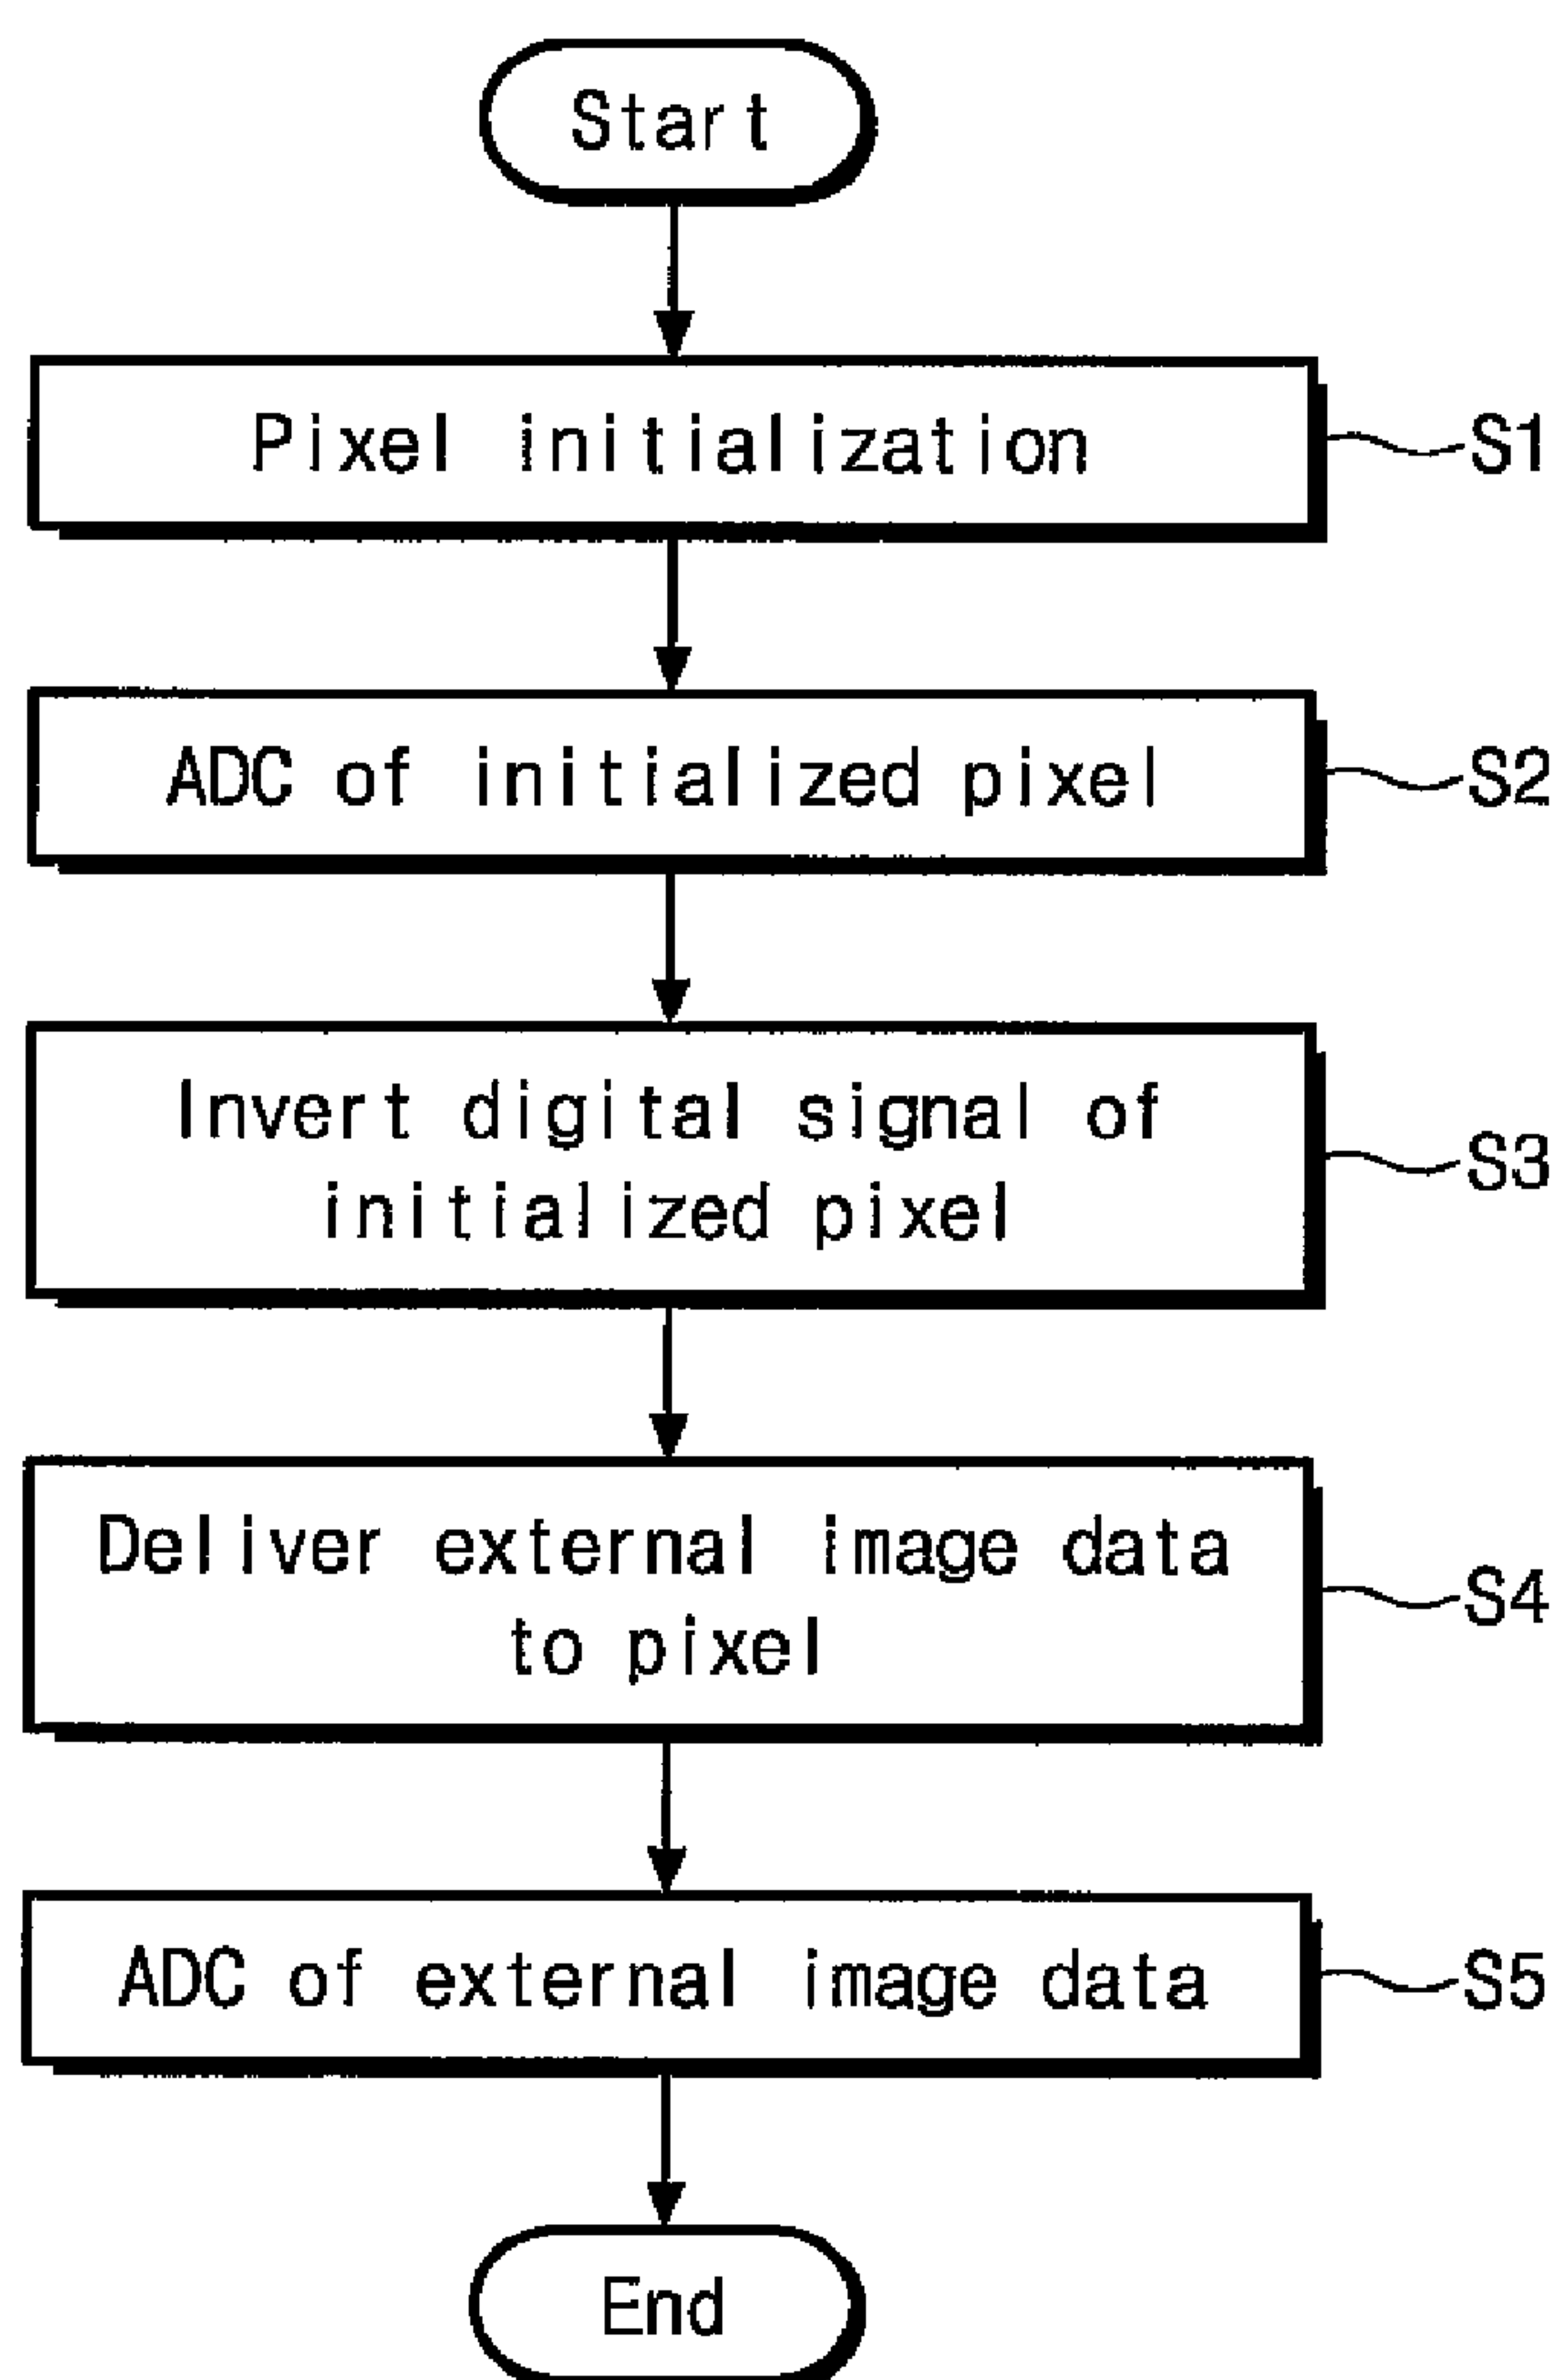 Start
Pixel initialization
S1
ADC of initialized pixel
S2
Invert digital signal of
initialized pixel
S3
Deliver external image data
to pixel
S4
ADC of external image data
S5
End